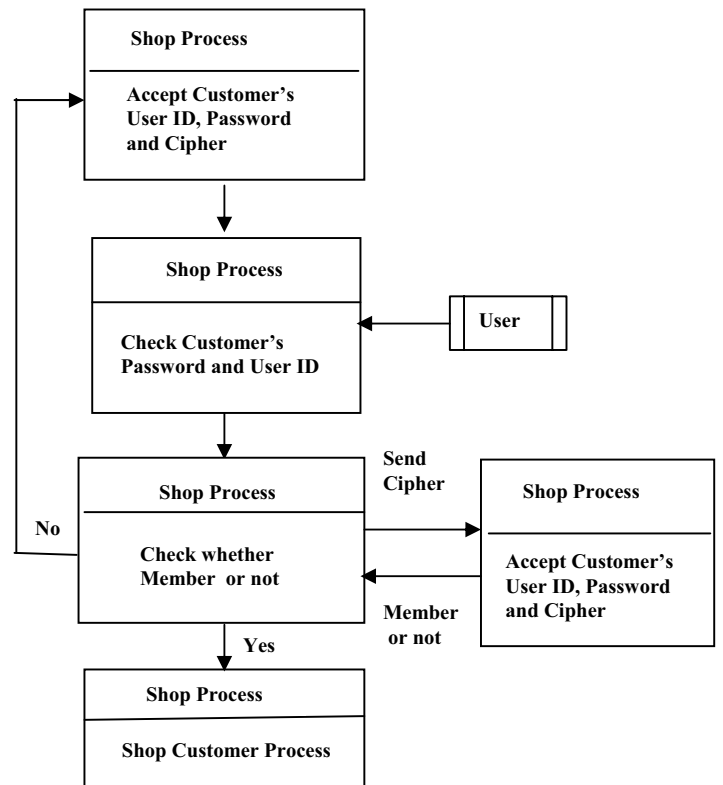 Shop Process
Accept Customer’s
User ID, Password
and Cipher
Shop Process
User
Check Customer’s
Password and User ID
Send
Cipher
Shop Process
Shop Process
No
Check whether
Member or not
Accept Customer’s
User ID, Password
and Cipher
Member
or not
Yes
Shop Process
Shop Customer Process